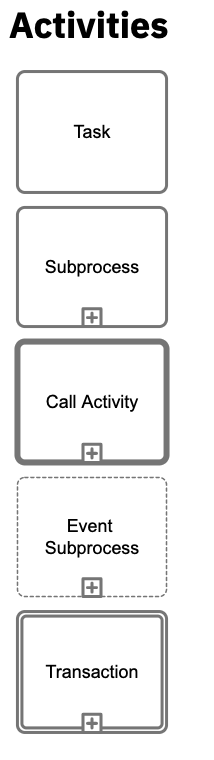 Activities
Task
Subprocess
Call Activity
Event
Subprocess
Transaction